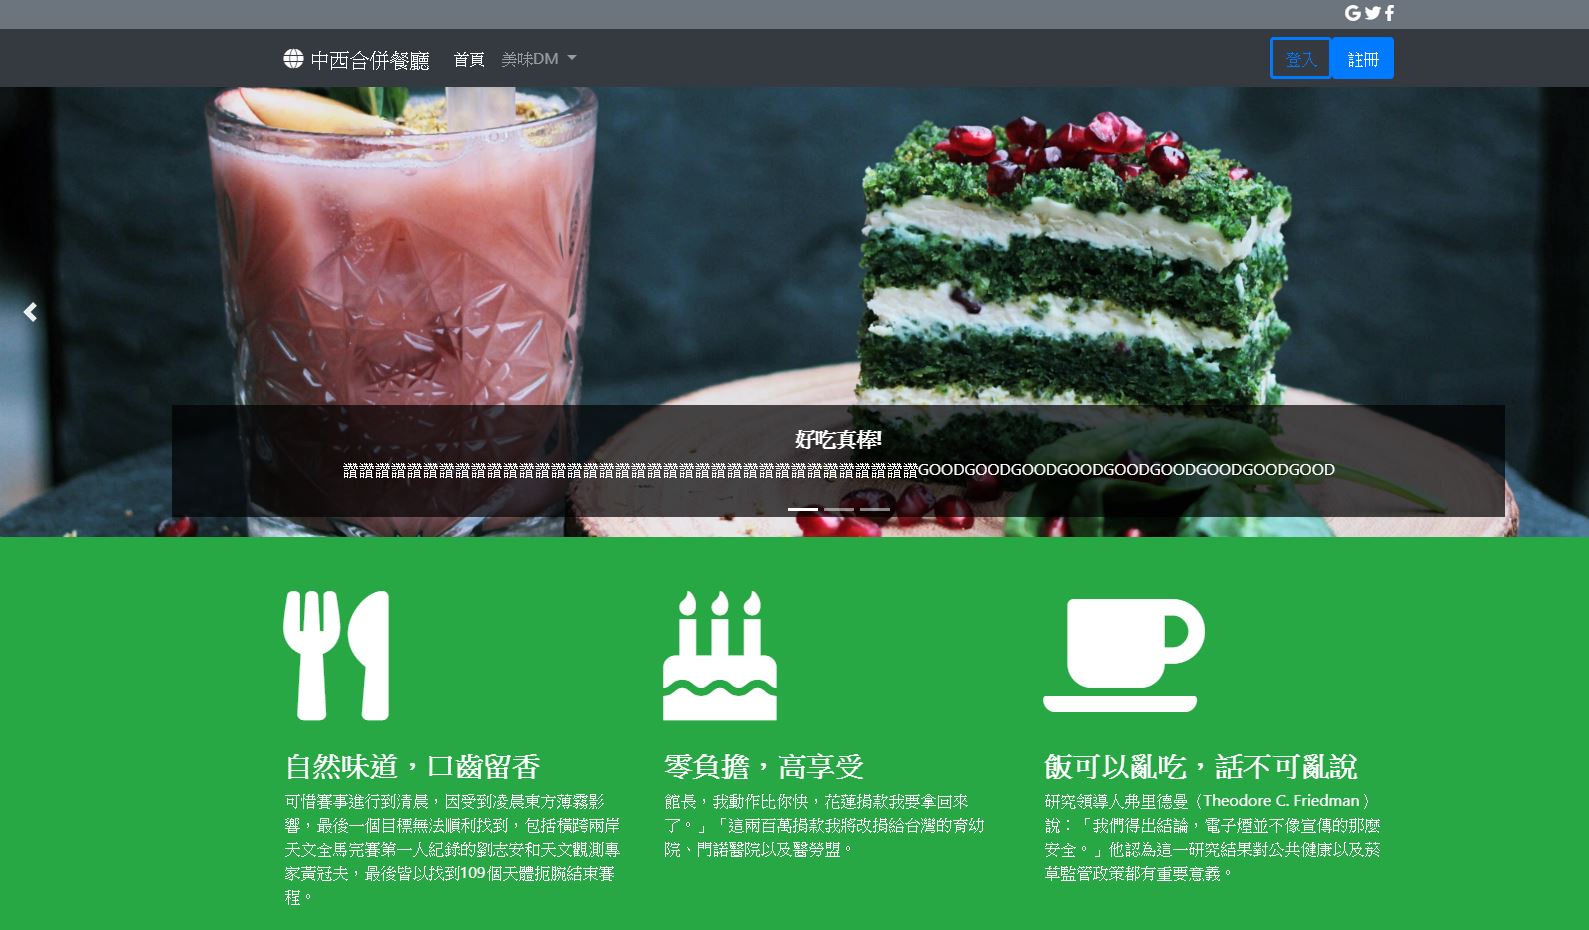 中西合併餐廳 首頁 美味DM 登入 註冊
好吃真棒!
讚讚讚讚讚讚讚讚讚讚讚讚讚讚讚讚讚讚讚讚讚讚讚讚讚讚讚讚讚讚讚讚讚讚讚讚GOODGOODGOODGOODGOODGOODGOODGOODGOOD
自然味道，口齒留香
可惜賽事進行到清晨，因受到凌晨東方薄霧影
響，最後一個目標無法順利找到，包括橫跨兩岸
天文全馬完賽第一人紀錄的劉志安和天文觀測專
家黃冠夫，最後皆以找到109個天體扼腕結束賽
程。
零負擔，高享受
館長，我動作比你快，花蓮捐款我要拿回來
了。」「這兩百萬捐款我將改捐給台灣的育幼
院、門諾醫院以及醫勞盟。
飯可以亂吃，話不可亂說
研究領導人弗里德曼（Theodore C. Friedman）
說：「我們得出結論，電子煙並不像宣傳的那麼
安全。」他認為這一研究結果對公共健康以及菸
草監管政策都有重要意義。